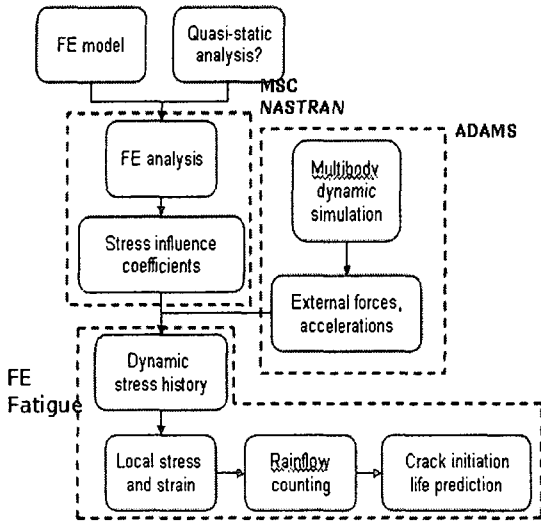 FE model
Quasi-static
analysis?
MSC
NASTRAN
ADAMS
FE analysis
Multibody
dynamic
simulation
Stress influence
coefficients
External forces,
accelerations
FE
Fatigue
Dynamic
stress history
Local stress
and strain
Rainflow
counting
Crack initiation
life prediction